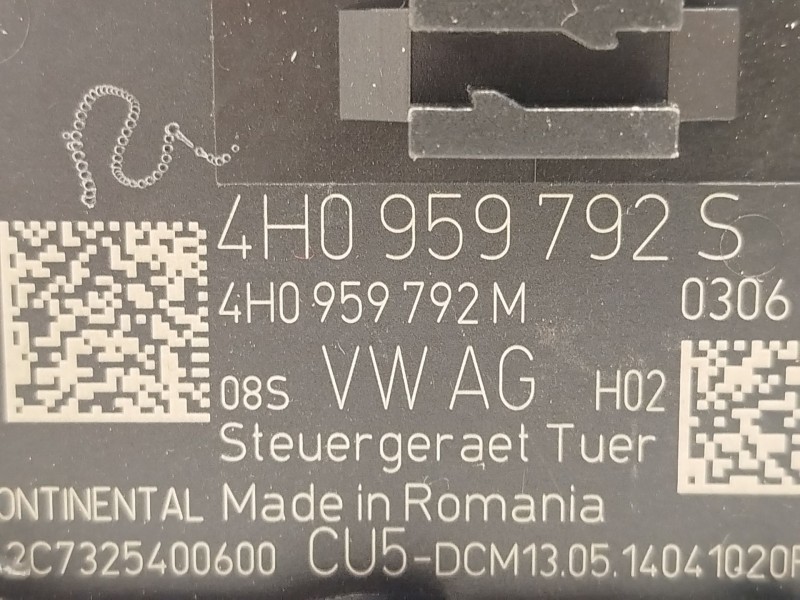 4H0 959 792 S
4H0 959 792 M 0306
08S VW AG H02
Steuergeraet Tuer
ONTINENTAL Made in Romania
2C7325400600 CU5-DCM13.05.14041020